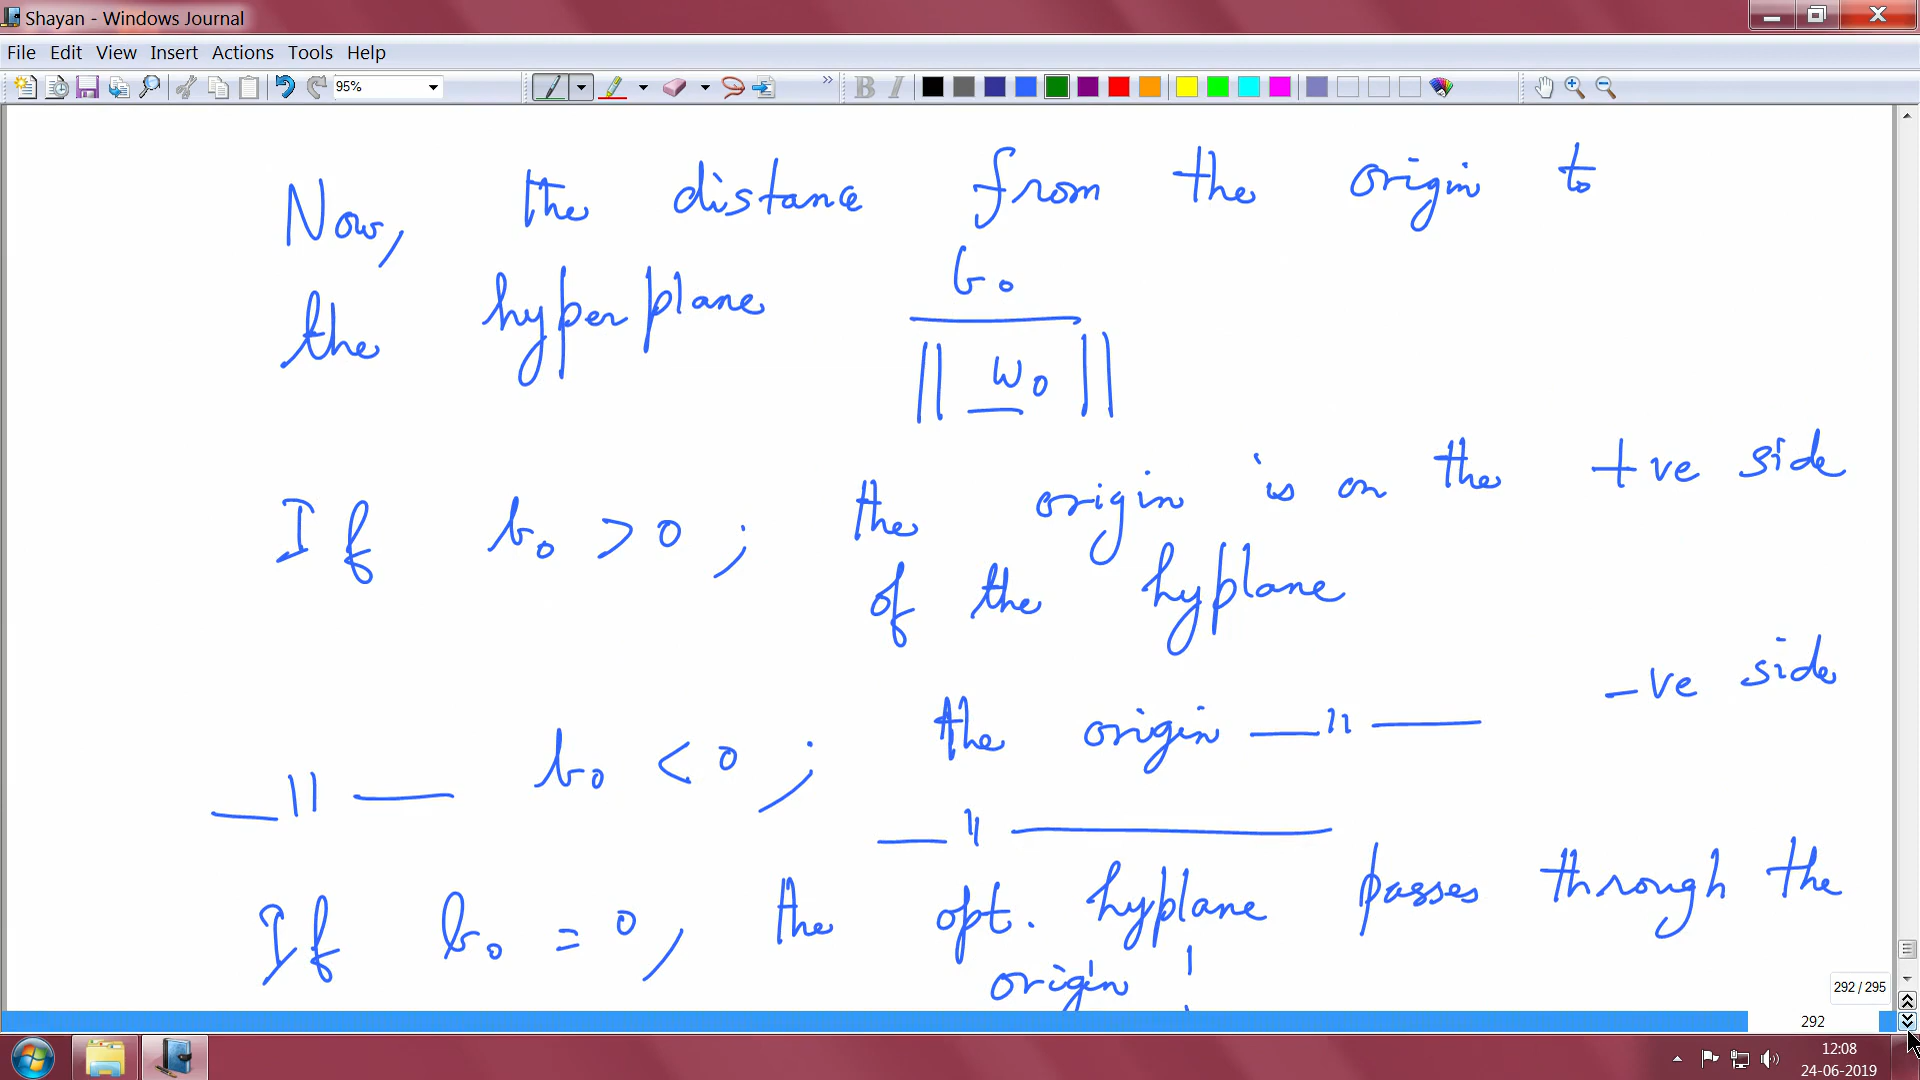 Shayan - Windows Journal
File Edit View Insert Actions Tools Help
95%
B I
Now, the distance from the origin to
the hyperplane b₀
|| w₀ ||
If b₀ > 0 ; the origin is on the +ve side
of the hyplane
—"— b₀ < 0 ; the origin —"— -ve side
—"—
If b₀ = 0, the opt. hyplane passes through the
origin !
292 / 295
292
12:08
24-06-2019